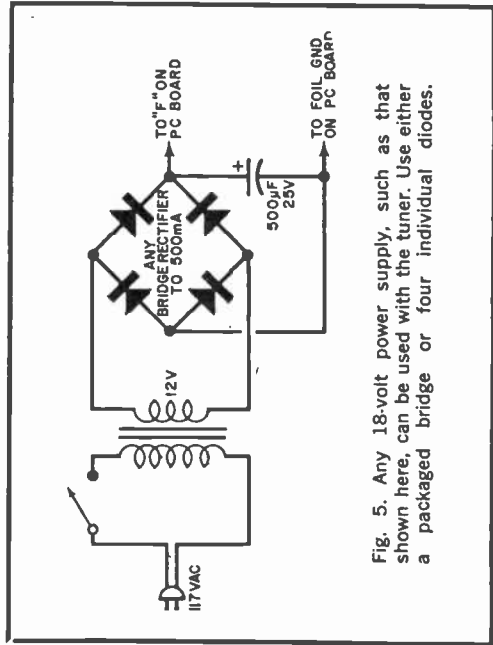 117VAC
12V
ANY
BRIDGE RECTIFIER
TO 500mA
TO "F" ON
PC BOARD
+
500µF
25V
TO FOIL GND
ON PC BOARD
Fig. 5. Any 18-volt power supply, such as that
shown here, can be used with the tuner. Use either
a packaged bridge or four individual diodes.